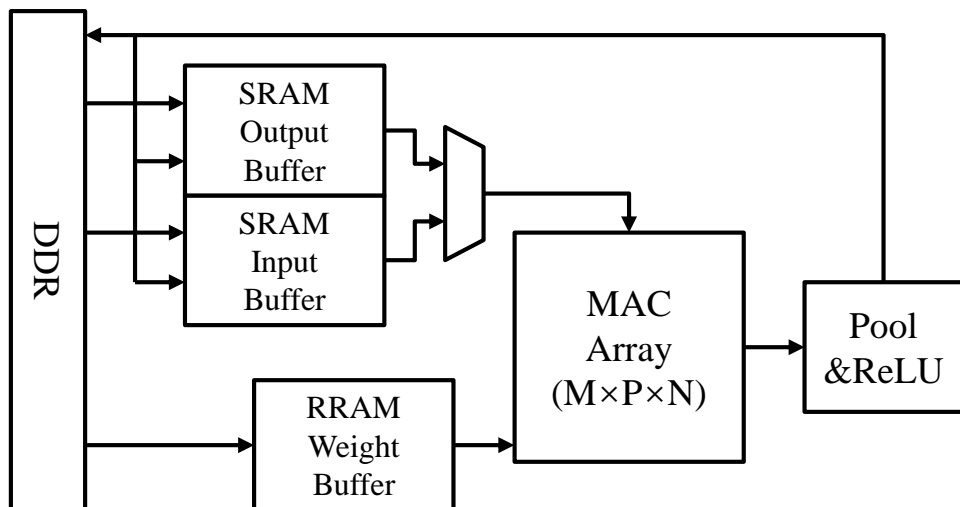 DDR
SRAM
Output
Buffer
SRAM
Input
Buffer
RRAM
Weight
Buffer
MAC
Array
(M×P×N)
Pool
&ReLU